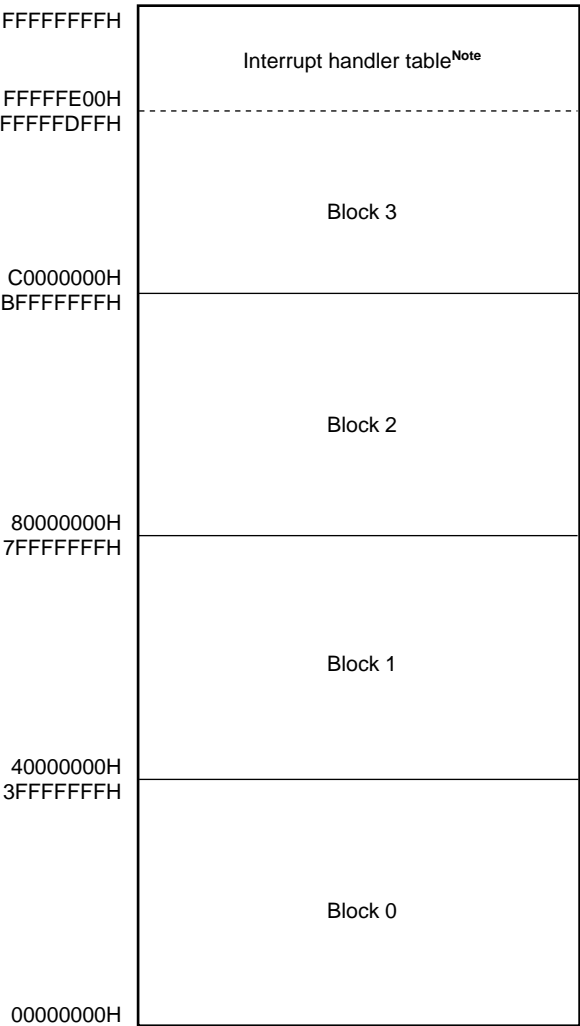 FFFFFFFFH
Interrupt handler tableNote
FFFFFE00H
FFFFFDFFH
Block 3
C0000000H
BFFFFFFFH
Block 2
80000000H
7FFFFFFFH
Block 1
40000000H
3FFFFFFFH
Block 0
00000000H